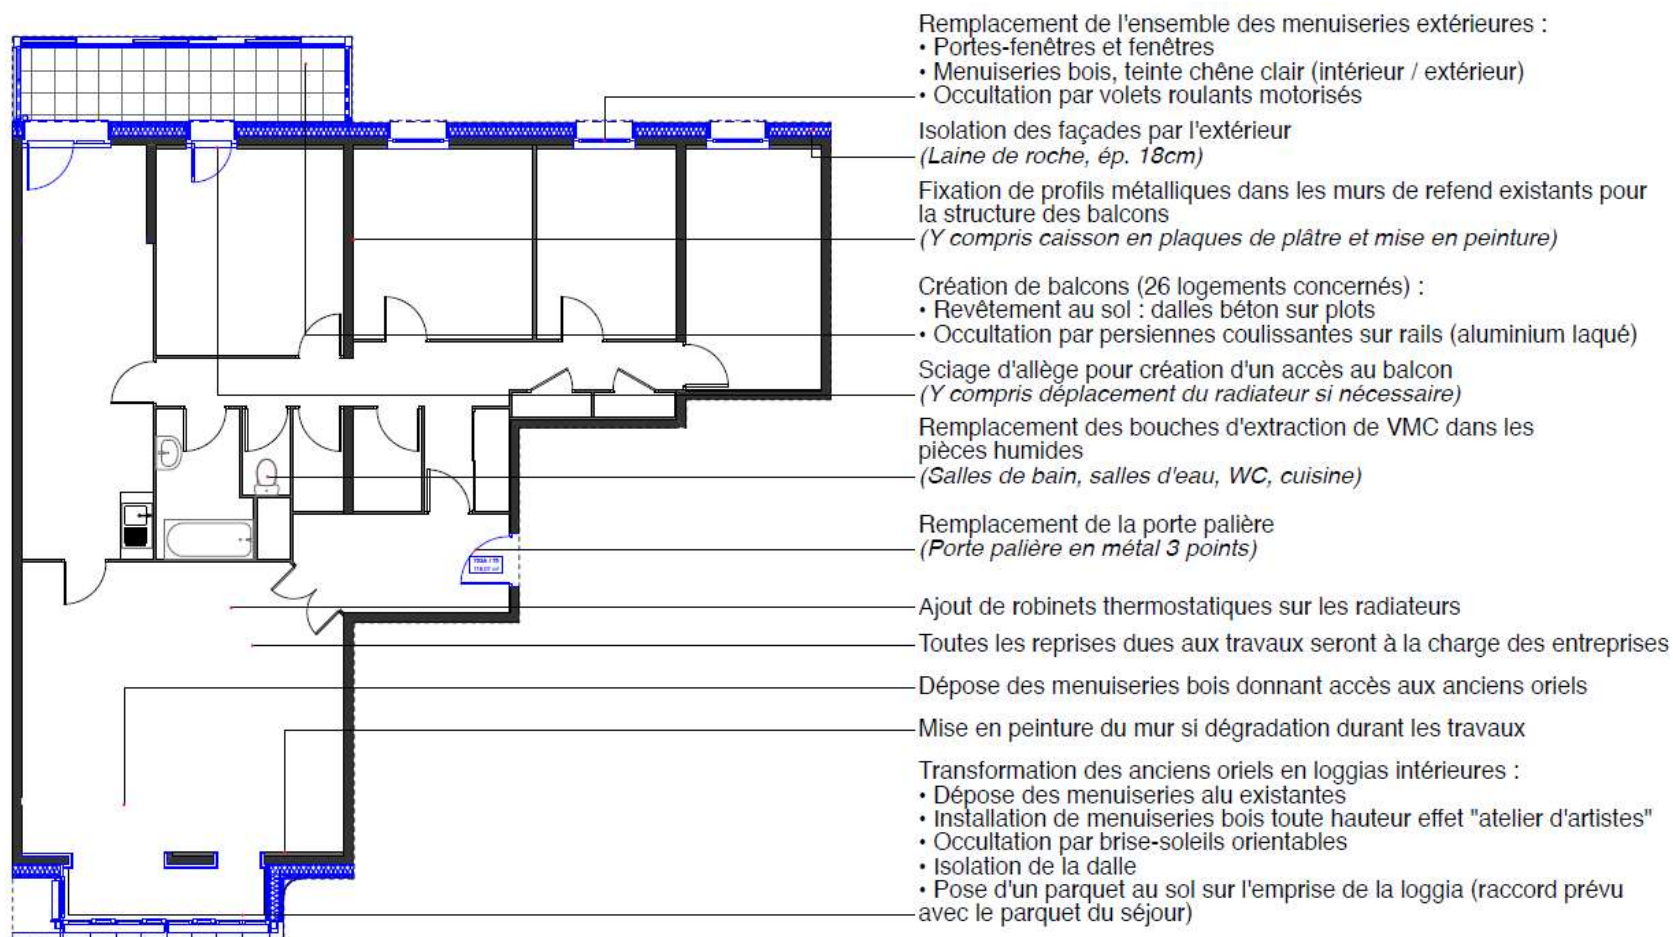 Remplacement de l'ensemble des menuiseries extérieures :
• Portes-fenêtres et fenêtres
• Menuiseries bois, teinte chêne clair (intérieur / extérieur)
• Occultation par volets roulants motorisés
Isolation des façades par l'extérieur
(Laine de roche, ép. 18cm)
Fixation de profils métalliques dans les murs de refend existants pour
la structure des balcons
(Y compris caisson en plaques de plâtre et mise en peinture)
Création de balcons (26 logements concernés) :
• Revêtement au sol : dalles béton sur plots
• Occultation par persiennes coulissantes sur rails (aluminium laqué)
Sciage d'allège pour création d'un accès au balcon
(Y compris déplacement du radiateur si nécessaire)
Remplacement des bouches d'extraction de VMC dans les
pièces humides
(Salles de bain, salles d'eau, WC, cuisine)
Remplacement de la porte palière
(Porte palière en métal 3 points)
Ajout de robinets thermostatiques sur les radiateurs
Toutes les reprises dues aux travaux seront à la charge des entreprises
Dépose des menuiseries bois donnant accès aux anciens oriels
Mise en peinture du mur si dégradation durant les travaux
Transformation des anciens oriels en loggias intérieures :
• Dépose des menuiseries alu existantes
• Installation de menuiseries bois toute hauteur effet "atelier d'artistes"
• Occultation par brise-soleils orientables
• Isolation de la dalle
• Pose d'un parquet au sol sur l'emprise de la loggia (raccord prévu
avec le parquet du séjour)